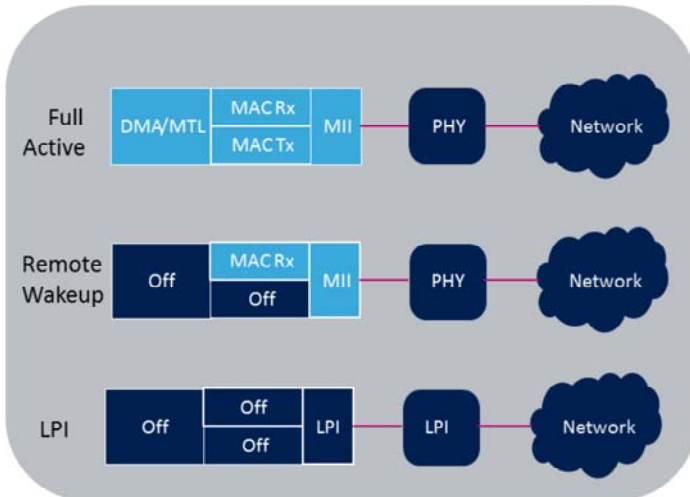 Full
Active
DMA/MTL
MAC Rx
MAC Tx
MII
PHY
Network
Remote
Wakeup
Off
MAC Rx
Off
MII
PHY
Network
LPI
Off
Off
Off
LPI
LPI
Network